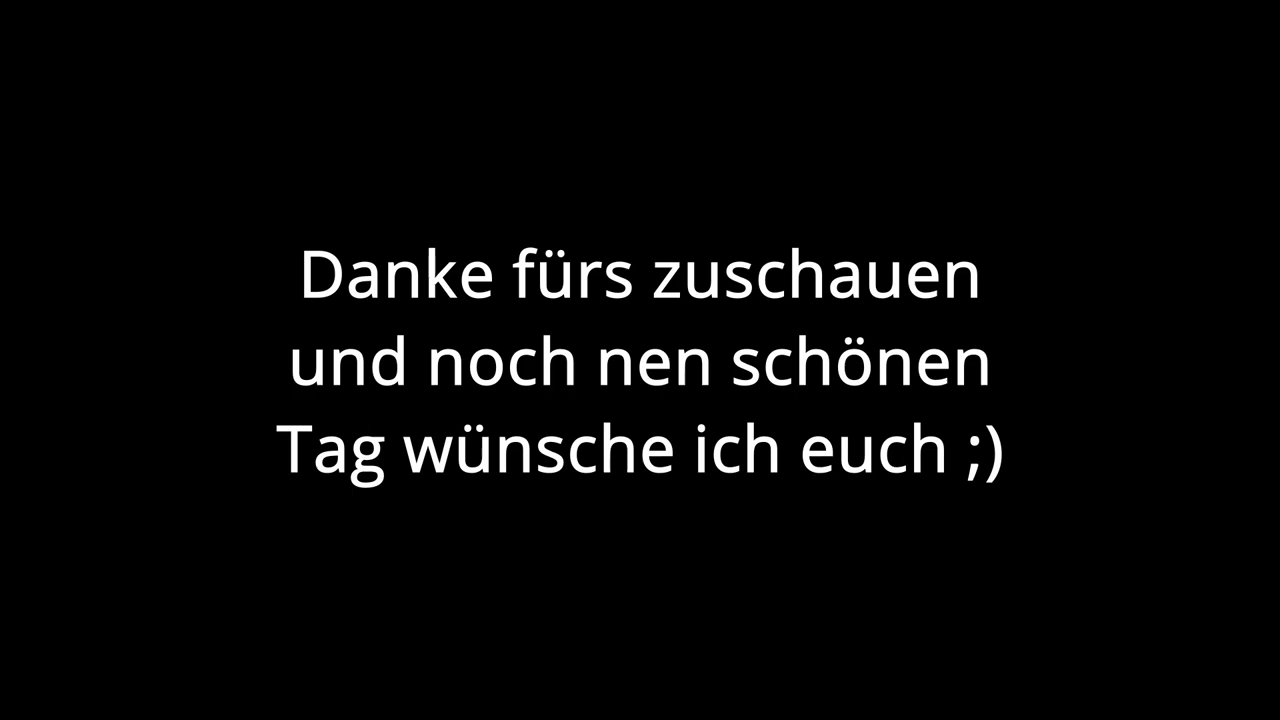 Danke fürs zuschauen
und noch nen schönen
Tag wünsche ich euch ;)